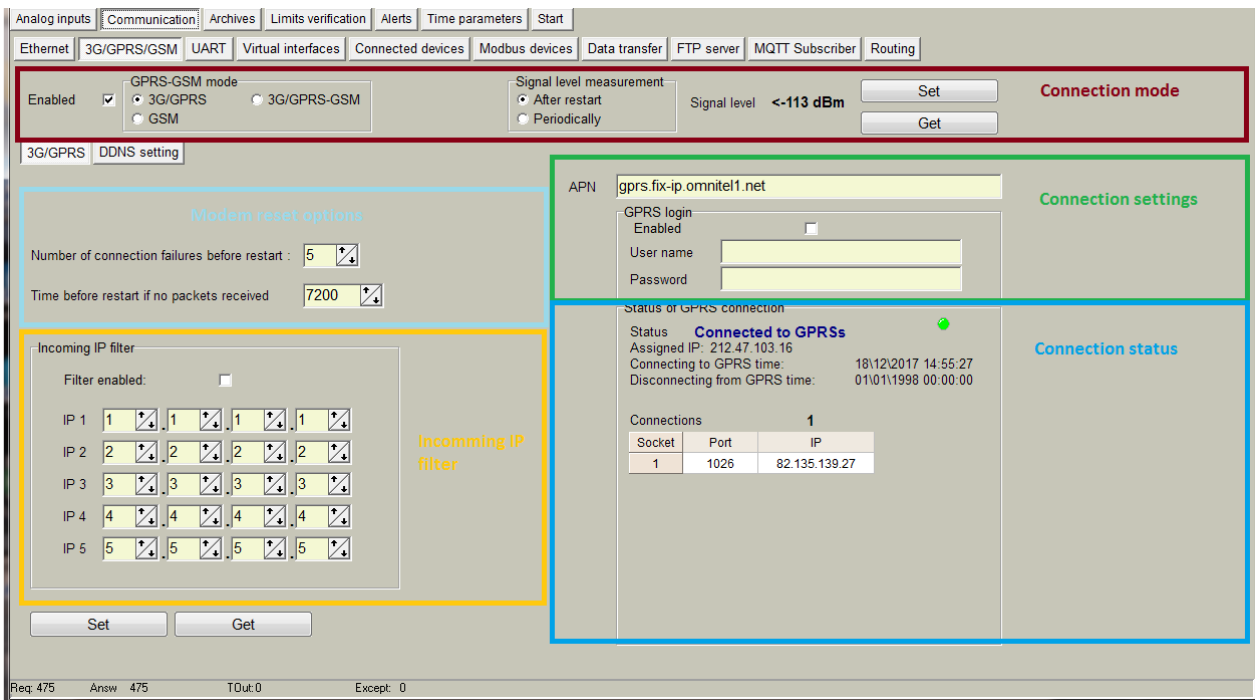 Analog inputs Communication Archives Limits verification Alerts Time parameters Start
Ethernet 3G/GPRS/GSM UART Virtual interfaces Connected devices Modbus devices Data transfer FTP server MQTT Subscriber Routing
Enabled
GPRS-GSM mode
3G/GPRS 3G/GPRS-GSM
GSM
Signal level measurement
After restart
Periodically
Signal level <-113 dBm
Set
Get
Connection mode
3G/GPRS DDNS setting
Modem reset options
Number of connection failures before restart : 5
Time before restart if no packets received 7200
APN gprs.fix-ip.omnitel1.net
GPRS login
Enabled
User name
Password
Connection settings
Incoming IP filter
Filter enabled:
IP 1 1 . 1 . 1 . 1
IP 2 2 . 2 . 2 . 2
IP 3 3 . 3 . 3 . 3
IP 4 4 . 4 . 4 . 4
IP 5 5 . 5 . 5 . 5
Incomming IP
filter
Status of GPRS connection
Status Connected to GPRSs
Assigned IP: 212.47.103.16
Connecting to GPRS time: 18\12\2017 14:55:27
Disconnecting from GPRS time: 01\01\1998 00:00:00
Connections 1
Socket Port IP
1 1026 82.135.139.27
Connection status
Set Get
Req: 475 Answ 475 TOut:0 Except: 0